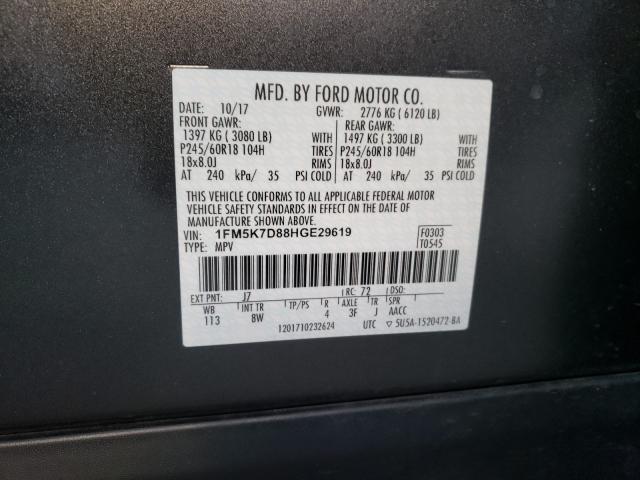 MFD. BY FORD MOTOR CO.
DATE: 10/17 GVWR: 2776 KG ( 6120 LB)
FRONT GAWR: REAR GAWR:
1397 KG ( 3080 LB) WITH 1497 KG ( 3300 LB) WITH
P245/60R18 104H TIRES P245/60R18 104H TIRES
18x8.0J RIMS 18x8.0J RIMS
AT 240 kPa/ 35 PSI COLD AT 240 kPa/ 35 PSI COLD
THIS VEHICLE CONFORMS TO ALL APPLICABLE FEDERAL MOTOR
VEHICLE SAFETY STANDARDS IN EFFECT ON THE DATE OF
MANUFACTURE SHOWN ABOVE.
VIN: 1FM5K7D88HGE29619 F0303
TYPE: MPV T0545
EXT PNT: J7 RC: 72 DSO:
WB INT TR TP/PS R AXLE TR SPR
113 8W 4 3F J AACC
1201710232624 UTC ▽ 5U5A-1520472-BA